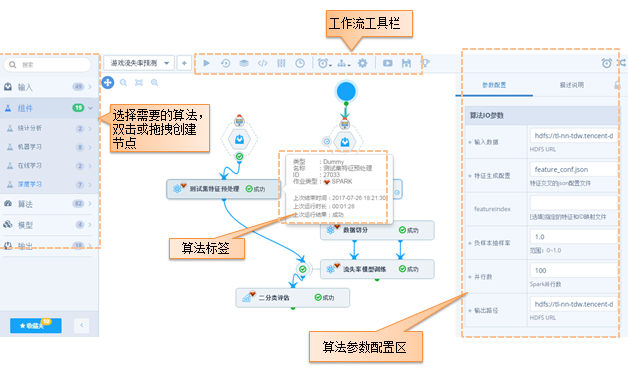 工作流工具栏
搜索
输入
49
组件
19
统计分析
2
机器学习
3
在线学习
3
深度学习
3
算法
82
模型
2
输出
18
选择需要的算法，
双击或拖拽创建
节点
游戏流失率预测
类型 : Dummy
名称 : 测试集特征预处理
ID : 27033
作业类型 : SPARK
上次结束时间 : 2017-07-26 18:21:30
上次运行时长 : 00:01:28
上次运行结果 : 成功
测试集特征预处理
成功
数据切分
成功
流失率模型训练
成功
二分类评估
成功
算法标签
参数配置
描述说明
算法IO参数
输入数据
hdfs://tl-nn-tdw.tencent-d
HDFS URL
特征生成配置
feature_conf.json
特征交叉的json配置文件
featureindex
[选填]指定的特征和ID映射文件
负样本抽样率
1.0
范围：0~1.0
并行数
100
Spark并行数
输出路径
hdfs://tl-nn-tdw.tencent-d
HDFS URL
算法参数配置区